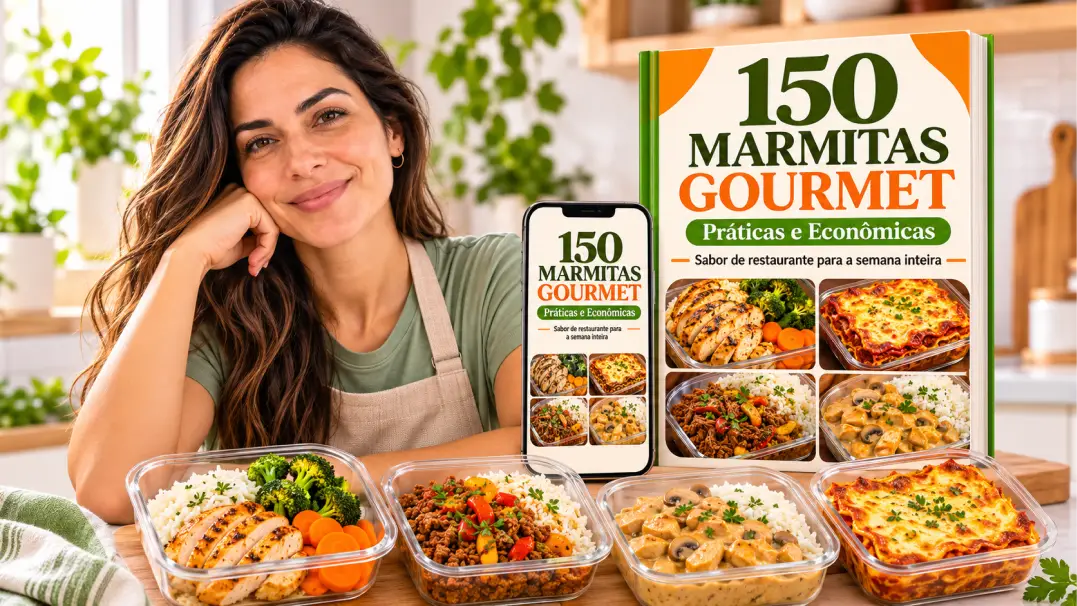 150
MARMITAS
GOURMET
Práticas e Econômicas
Sabor de restaurante para a semana inteira
150
MARMITAS
GOURMET
Práticas e Econômicas
Sabor de restaurante para
a semana inteira